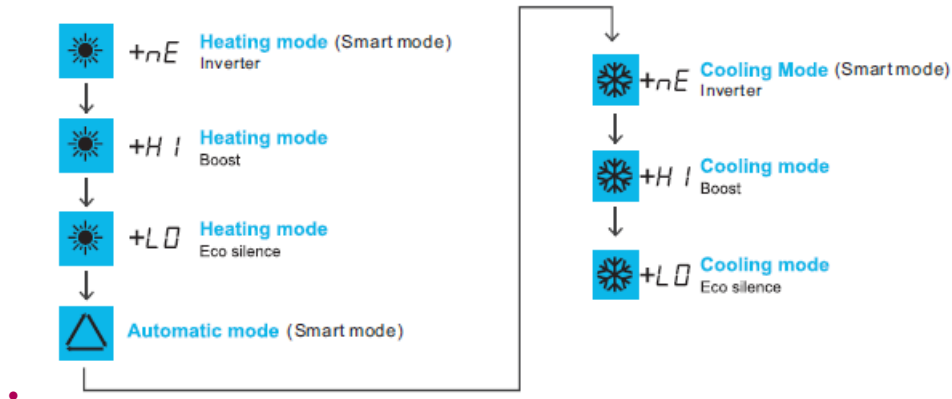 +nE Heating mode (Smart mode)
Inverter
+HI Heating mode
Boost
+LO Heating mode
Eco silence
Automatic mode (Smart mode)
+nE Cooling Mode (Smart mode)
Inverter
+HI Cooling mode
Boost
+LO Cooling mode
Eco silence